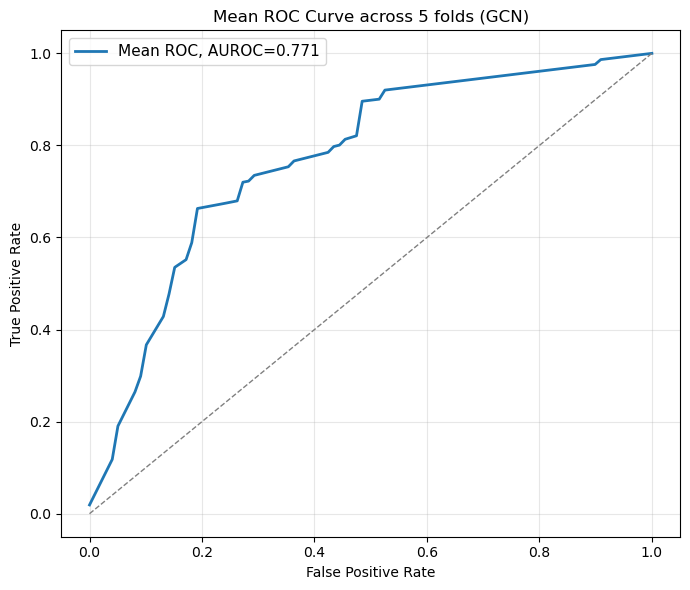 Mean ROC Curve across 5 folds (GCN)
Mean ROC, AUROC=0.771
1.0
0.8
0.6
0.4
0.2
0.0
True Positive Rate
0.0 0.2 0.4 0.6 0.8 1.0
False Positive Rate